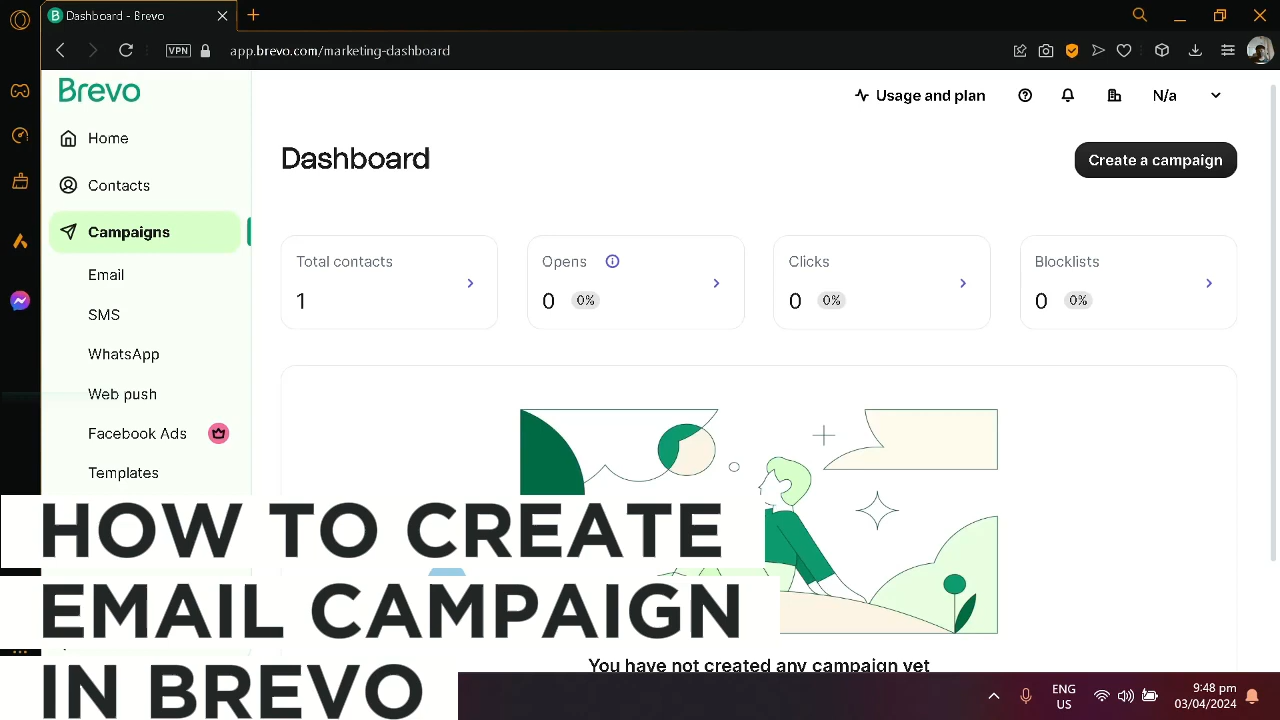 Dashboard - Brevo
VPN app.brevo.com/marketing-dashboard
Brevo
Usage and plan N/a
Home
Dashboard
Create a campaign
Contacts
Campaigns
Email
SMS
WhatsApp
Web push
Facebook Ads
Templates
Total contacts
1
Opens
0 0%
Clicks
0 0%
Blocklists
0 0%
You have not created any campaign yet
HOW TO CREATE
EMAIL CAMPAIGN
IN BREVO
ENG
US
9:48 pm
03/04/2024